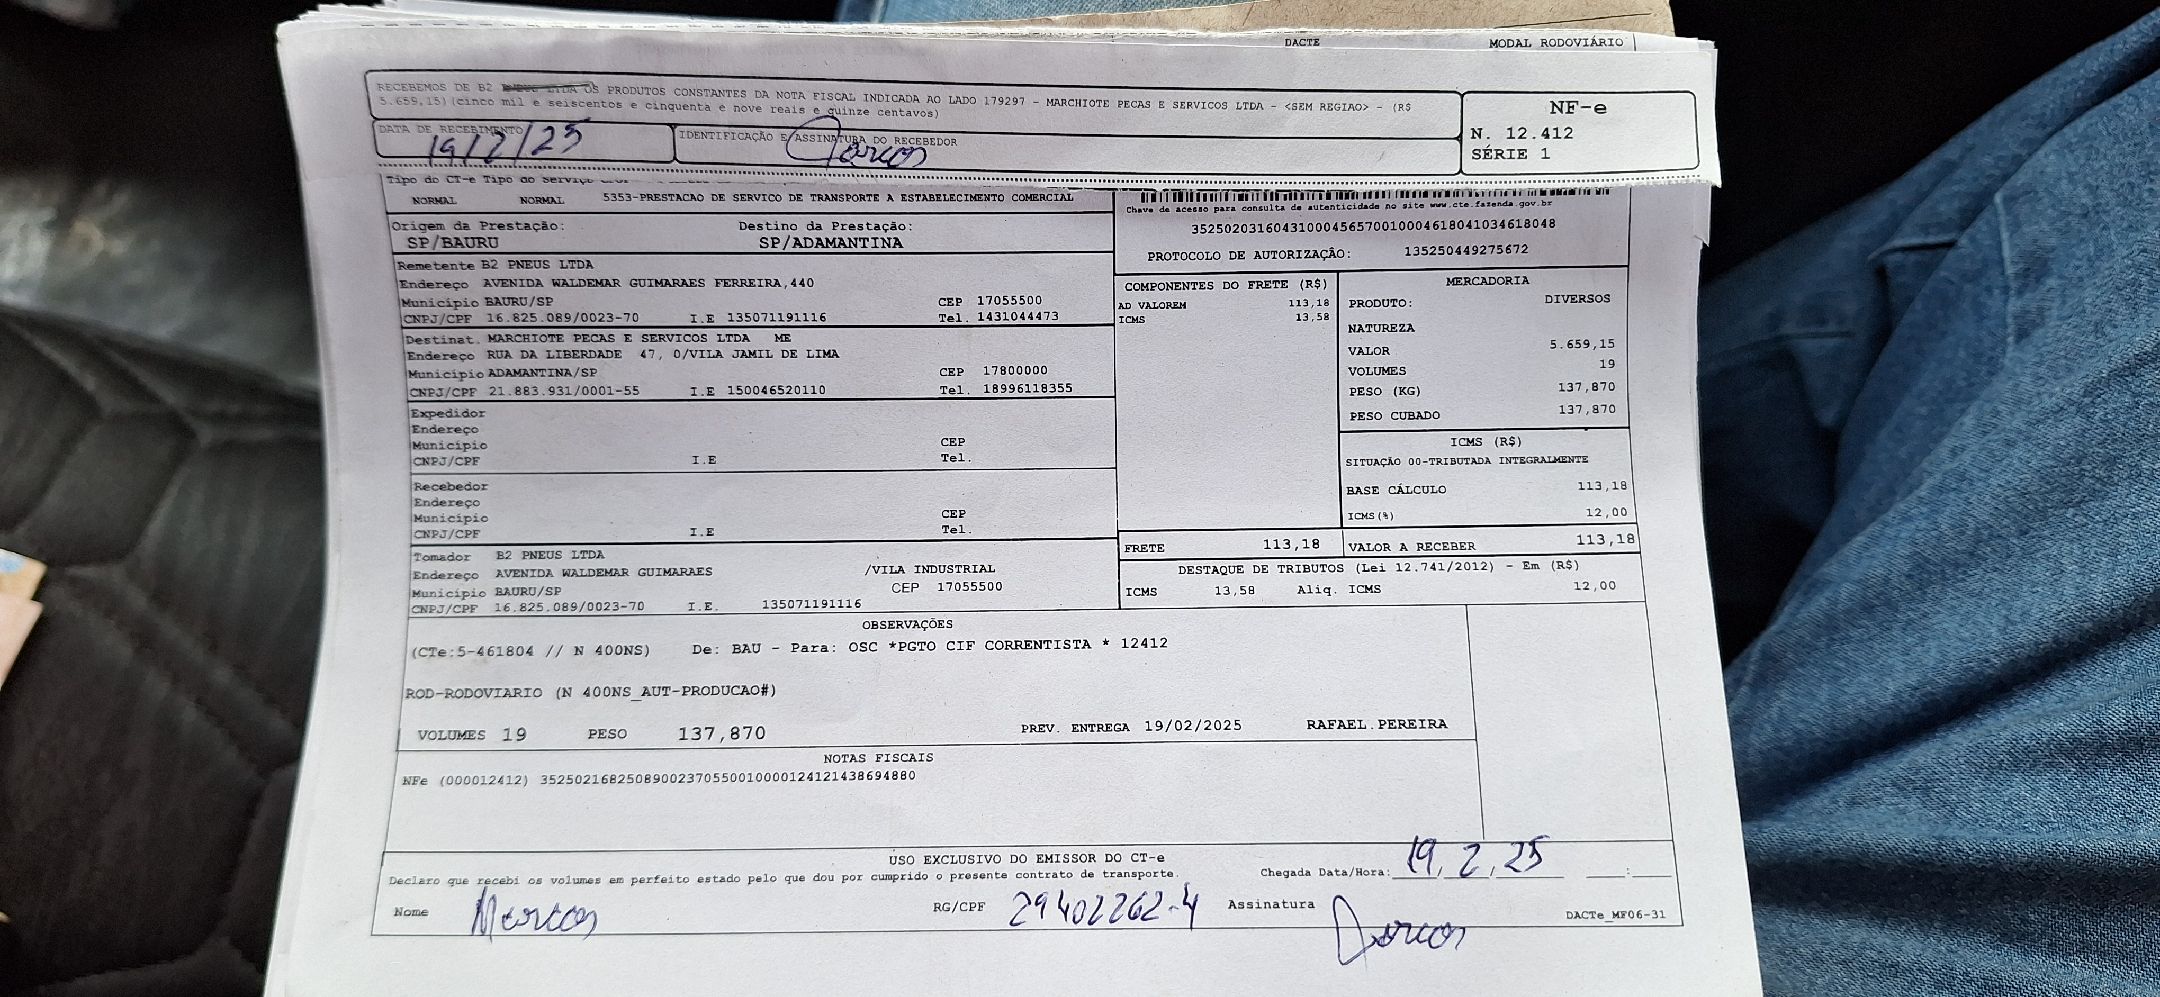 DACTE MODAL RODOVIÁRIO
RECEBEMOS DE B2 LTDA OS PRODUTOS CONSTANTES DA NOTA FISCAL INDICADA AO LADO 179297 - MARCHIOTE PECAS E SERVICOS LTDA - <SEM REGIAO> - (R$
5.659,15)(cinco mil e seiscentos e cinquenta e nove reais e quinze centavos)
NF-e
N. 12.412
SÉRIE 1
DATA DE RECEBIMENTO
19/2/25
IDENTIFICAÇÃO E ASSINATURA DO RECEBEDOR
Marcos
Tipo do CT-e Tipo do Serviço
NORMAL NORMAL 5353-PRESTACAO DE SERVICO DE TRANSPORTE A ESTABELECIMENTO COMERCIAL
Chave de acesso para consulta de autenticidade no site www.cte.fazenda.gov.br
35250203160431000456570010004618041034618048
PROTOCOLO DE AUTORIZAÇÃO: 135250449275672
Origem da Prestação: Destino da Prestação:
SP/BAURU SP/ADAMANTINA
Remetente B2 PNEUS LTDA
Endereço AVENIDA WALDEMAR GUIMARAES FERREIRA,440
Município BAURU/SP CEP 17055500
CNPJ/CPF 16.825.089/0023-70 I.E 135071191116 Tel. 1431044473
Destinat. MARCHIOTE PECAS E SERVICOS LTDA ME
Endereço RUA DA LIBERDADE 47, 0/VILA JAMIL DE LIMA
Município ADAMANTINA/SP CEP 17800000
CNPJ/CPF 21.883.931/0001-55 I.E 150046520110 Tel. 18996118355
Expedidor
Endereço
Município CEP
CNPJ/CPF I.E Tel.
Recebedor
Endereço
Município CEP
CNPJ/CPF I.E Tel.
Tomador B2 PNEUS LTDA
Endereço AVENIDA WALDEMAR GUIMARAES /VILA INDUSTRIAL
Município BAURU/SP CEP 17055500
CNPJ/CPF 16.825.089/0023-70 I.E. 135071191116
COMPONENTES DO FRETE (R$)
AD VALOREM 113,18
ICMS 13,58
MERCADORIA
PRODUTO: DIVERSOS
NATUREZA
VALOR 5.659,15
VOLUMES 19
PESO (KG) 137,870
PESO CUBADO 137,870
ICMS (R$)
SITUAÇÃO 00-TRIBUTADA INTEGRALMENTE
BASE CÁLCULO 113,18
ICMS(%) 12,00
FRETE 113,18 VALOR A RECEBER 113,18
DESTAQUE DE TRIBUTOS (Lei 12.741/2012) - Em (R$)
ICMS 13,58 Aliq. ICMS 12,00
OBSERVAÇÕES
(CTe:5-461804 // N 400NS) De: BAU - Para: OSC *PGTO CIF CORRENTISTA * 12412
ROD-RODOVIARIO (N 400NS_AUT-PRODUCAO#)
VOLUMES 19 PESO 137,870 PREV. ENTREGA 19/02/2025 RAFAEL.PEREIRA
NOTAS FISCAIS
NFe (000012412) 35250216825089002370550010000124121438694880
USO EXCLUSIVO DO EMISSOR DO CT-e
Declaro que recebi os volumes em perfeito estado pelo que dou por cumprido o presente contrato de transporte. Chegada Data/Hora: 19, 2, 25 __:__
Nome Marcos RG/CPF 29402262-4 Assinatura Marcos
DACTe_MF06-31